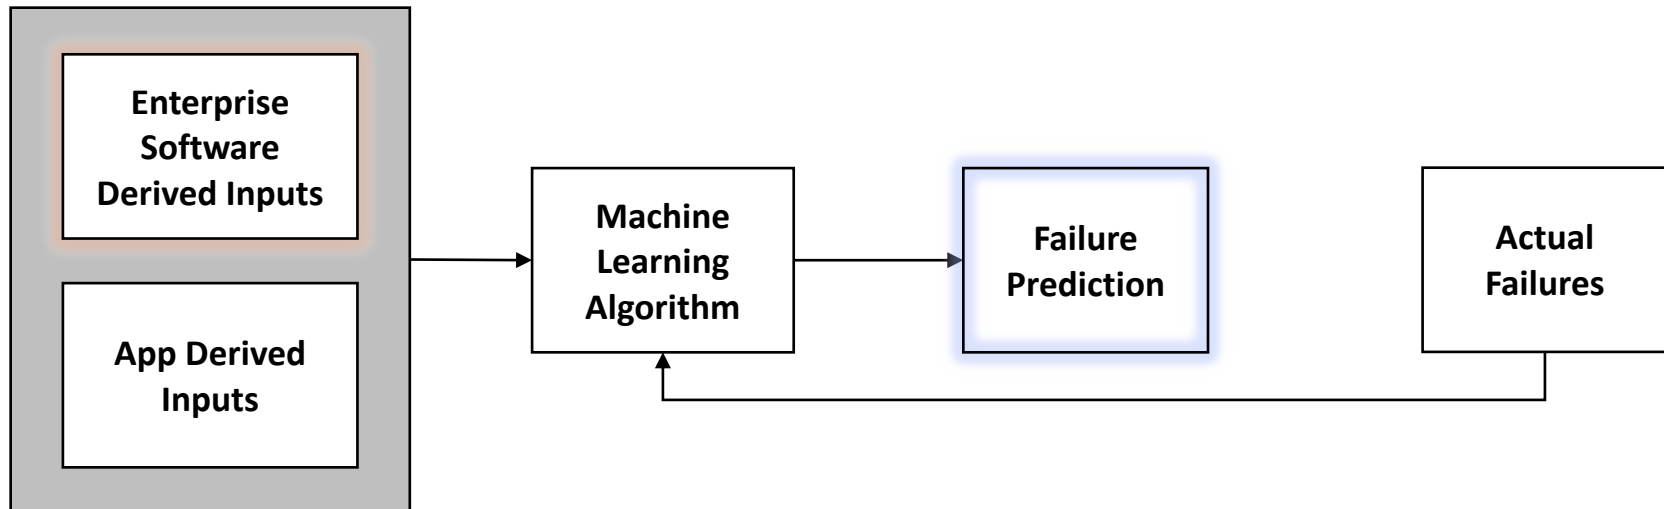 Enterprise
Software
Derived Inputs
App Derived
Inputs
Machine
Learning
Algorithm
Failure
Prediction
Actual
Failures